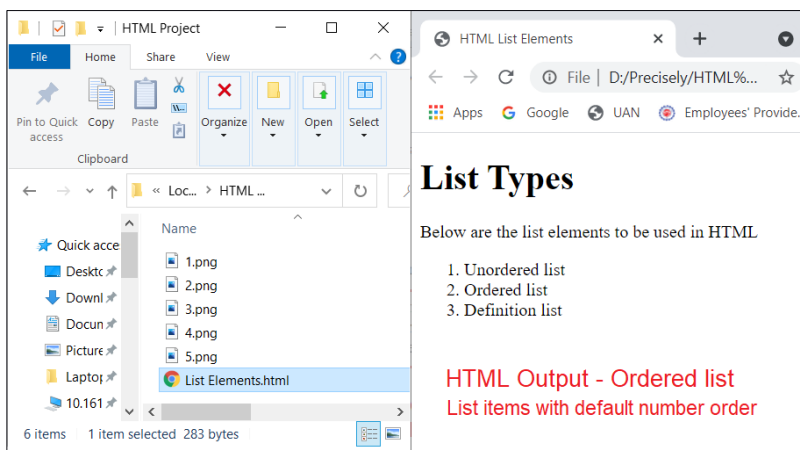 HTML Project
File Home Share View
Pin to Quick access
Copy
Paste
Organize
New
Open
Select
Clipboard
« Loc... > HTML ...
Name
Quick acce
Deskto
Downl
Docun
Picture
Laptop
10.161
1.png
2.png
3.png
4.png
5.png
List Elements.html
6 items 1 item selected 283 bytes
HTML List Elements
File | D:/Precisely/HTML%...
Apps Google UAN Employees' Provide.
List Types
Below are the list elements to be used in HTML
1. Unordered list
2. Ordered list
3. Definition list
HTML Output - Ordered list
List items with default number order